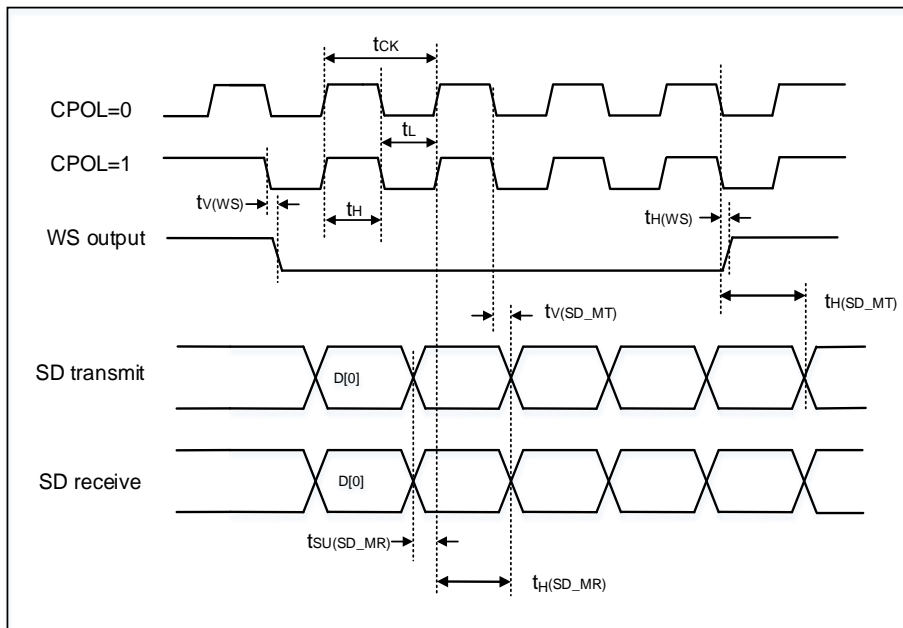 tCK
CPOL=0
tL
CPOL=1
tV(WS)
tH
tH(WS)
WS output
tV(SD_MT)
tH(SD_MT)
SD transmit
D[0]
SD receive
D[0]
tSU(SD_MR)
tH(SD_MR)